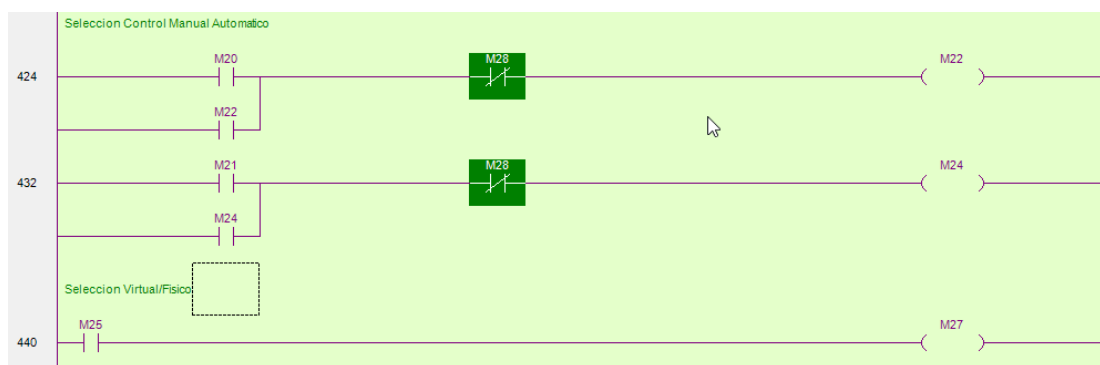 Seleccion Control Manual Automatico
M20 M28 M22
424
M22
M21 M28 M24
432
M24
Seleccion Virtual/Fisico
M25 M27
440